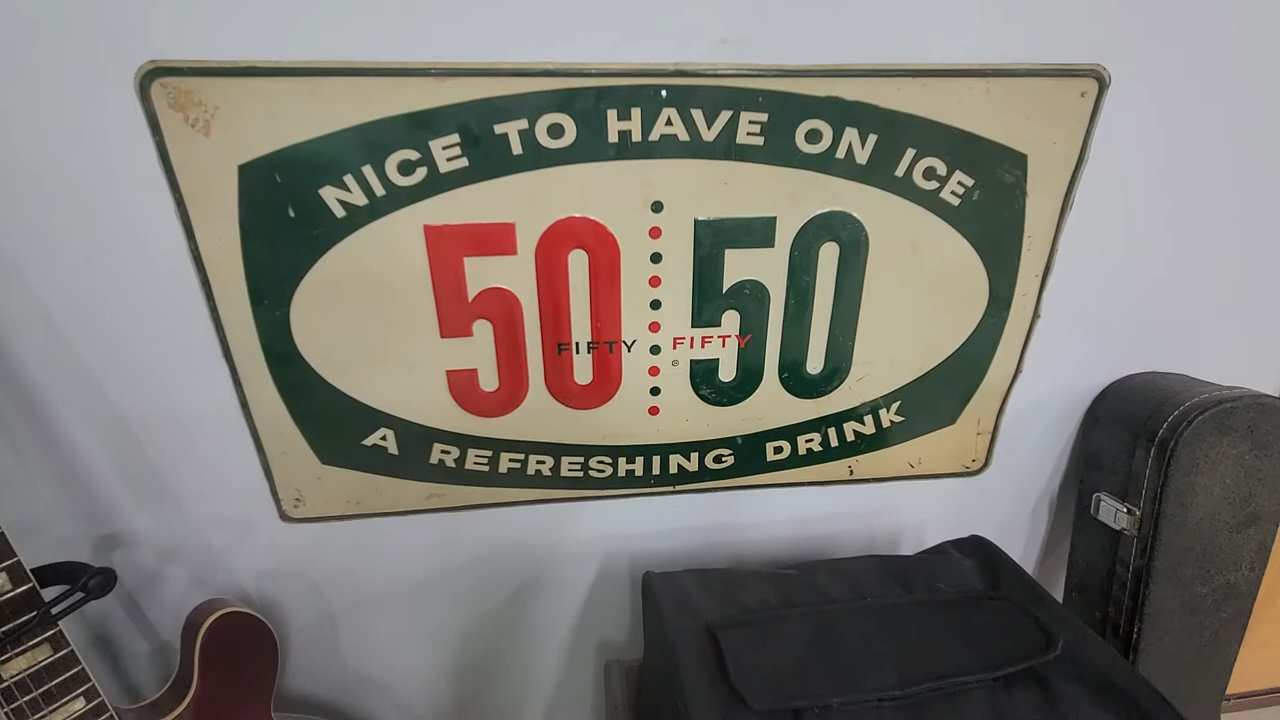 NICE TO HAVE ON ICE
50 50
FIFTY FIFTY
®
A REFRESHING DRINK